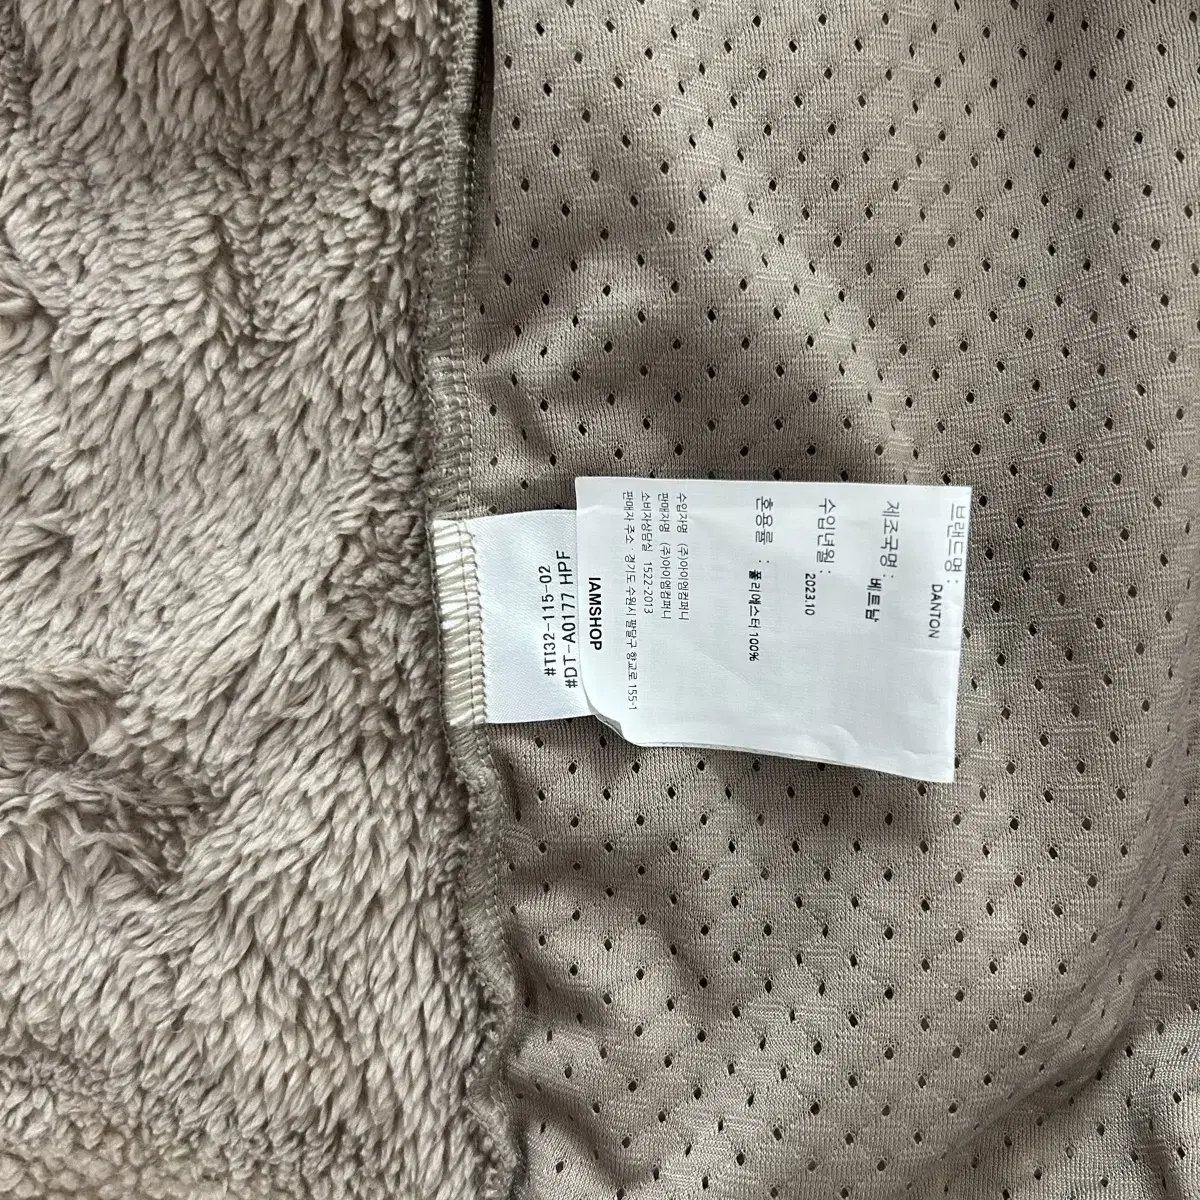 브랜드명 : DANTON
제조국명 : 베트남
수입년월 : 2023.10
혼용률 : 폴리에스터 100%
수입자명 (주)아이엠컴퍼니
판매자명 (주)아이엠컴퍼니
소비자상담실 1522-2013
판매자 주소 · 경기도 수원시 팔달구 향교로 155-1
IAMSHOP
#DT-A0177 HPF
#TI32-115-02